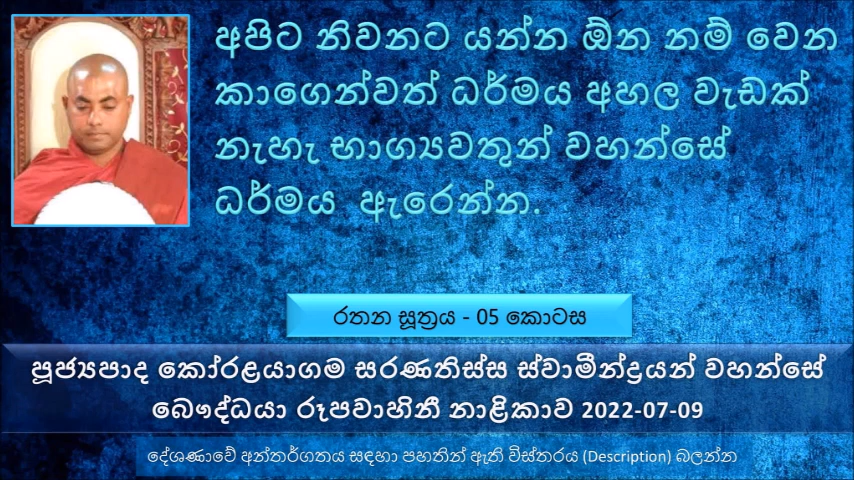 අපිට නිවනට යන්න ඕන නම් වෙන
කාගෙන්වත් ධර්මය අහල වැඩක්
නැහැ භාග්‍යවතුන් වහන්සේ
ධර්මය ඇරෙන්න.
රතන සූත්‍රය - 05 කොටස
පූජ්‍යපාද කෝරළයාගම සරණතිස්ස ස්වාමීන්ද්‍රයන් වහන්සේ
බෞද්ධයා රූපවාහිනී නාළිකාව 2022-07-09
දේශණාවේ අන්තර්ගතය සඳහා පහතින් ඇති විස්තරය (Description) බලන්න